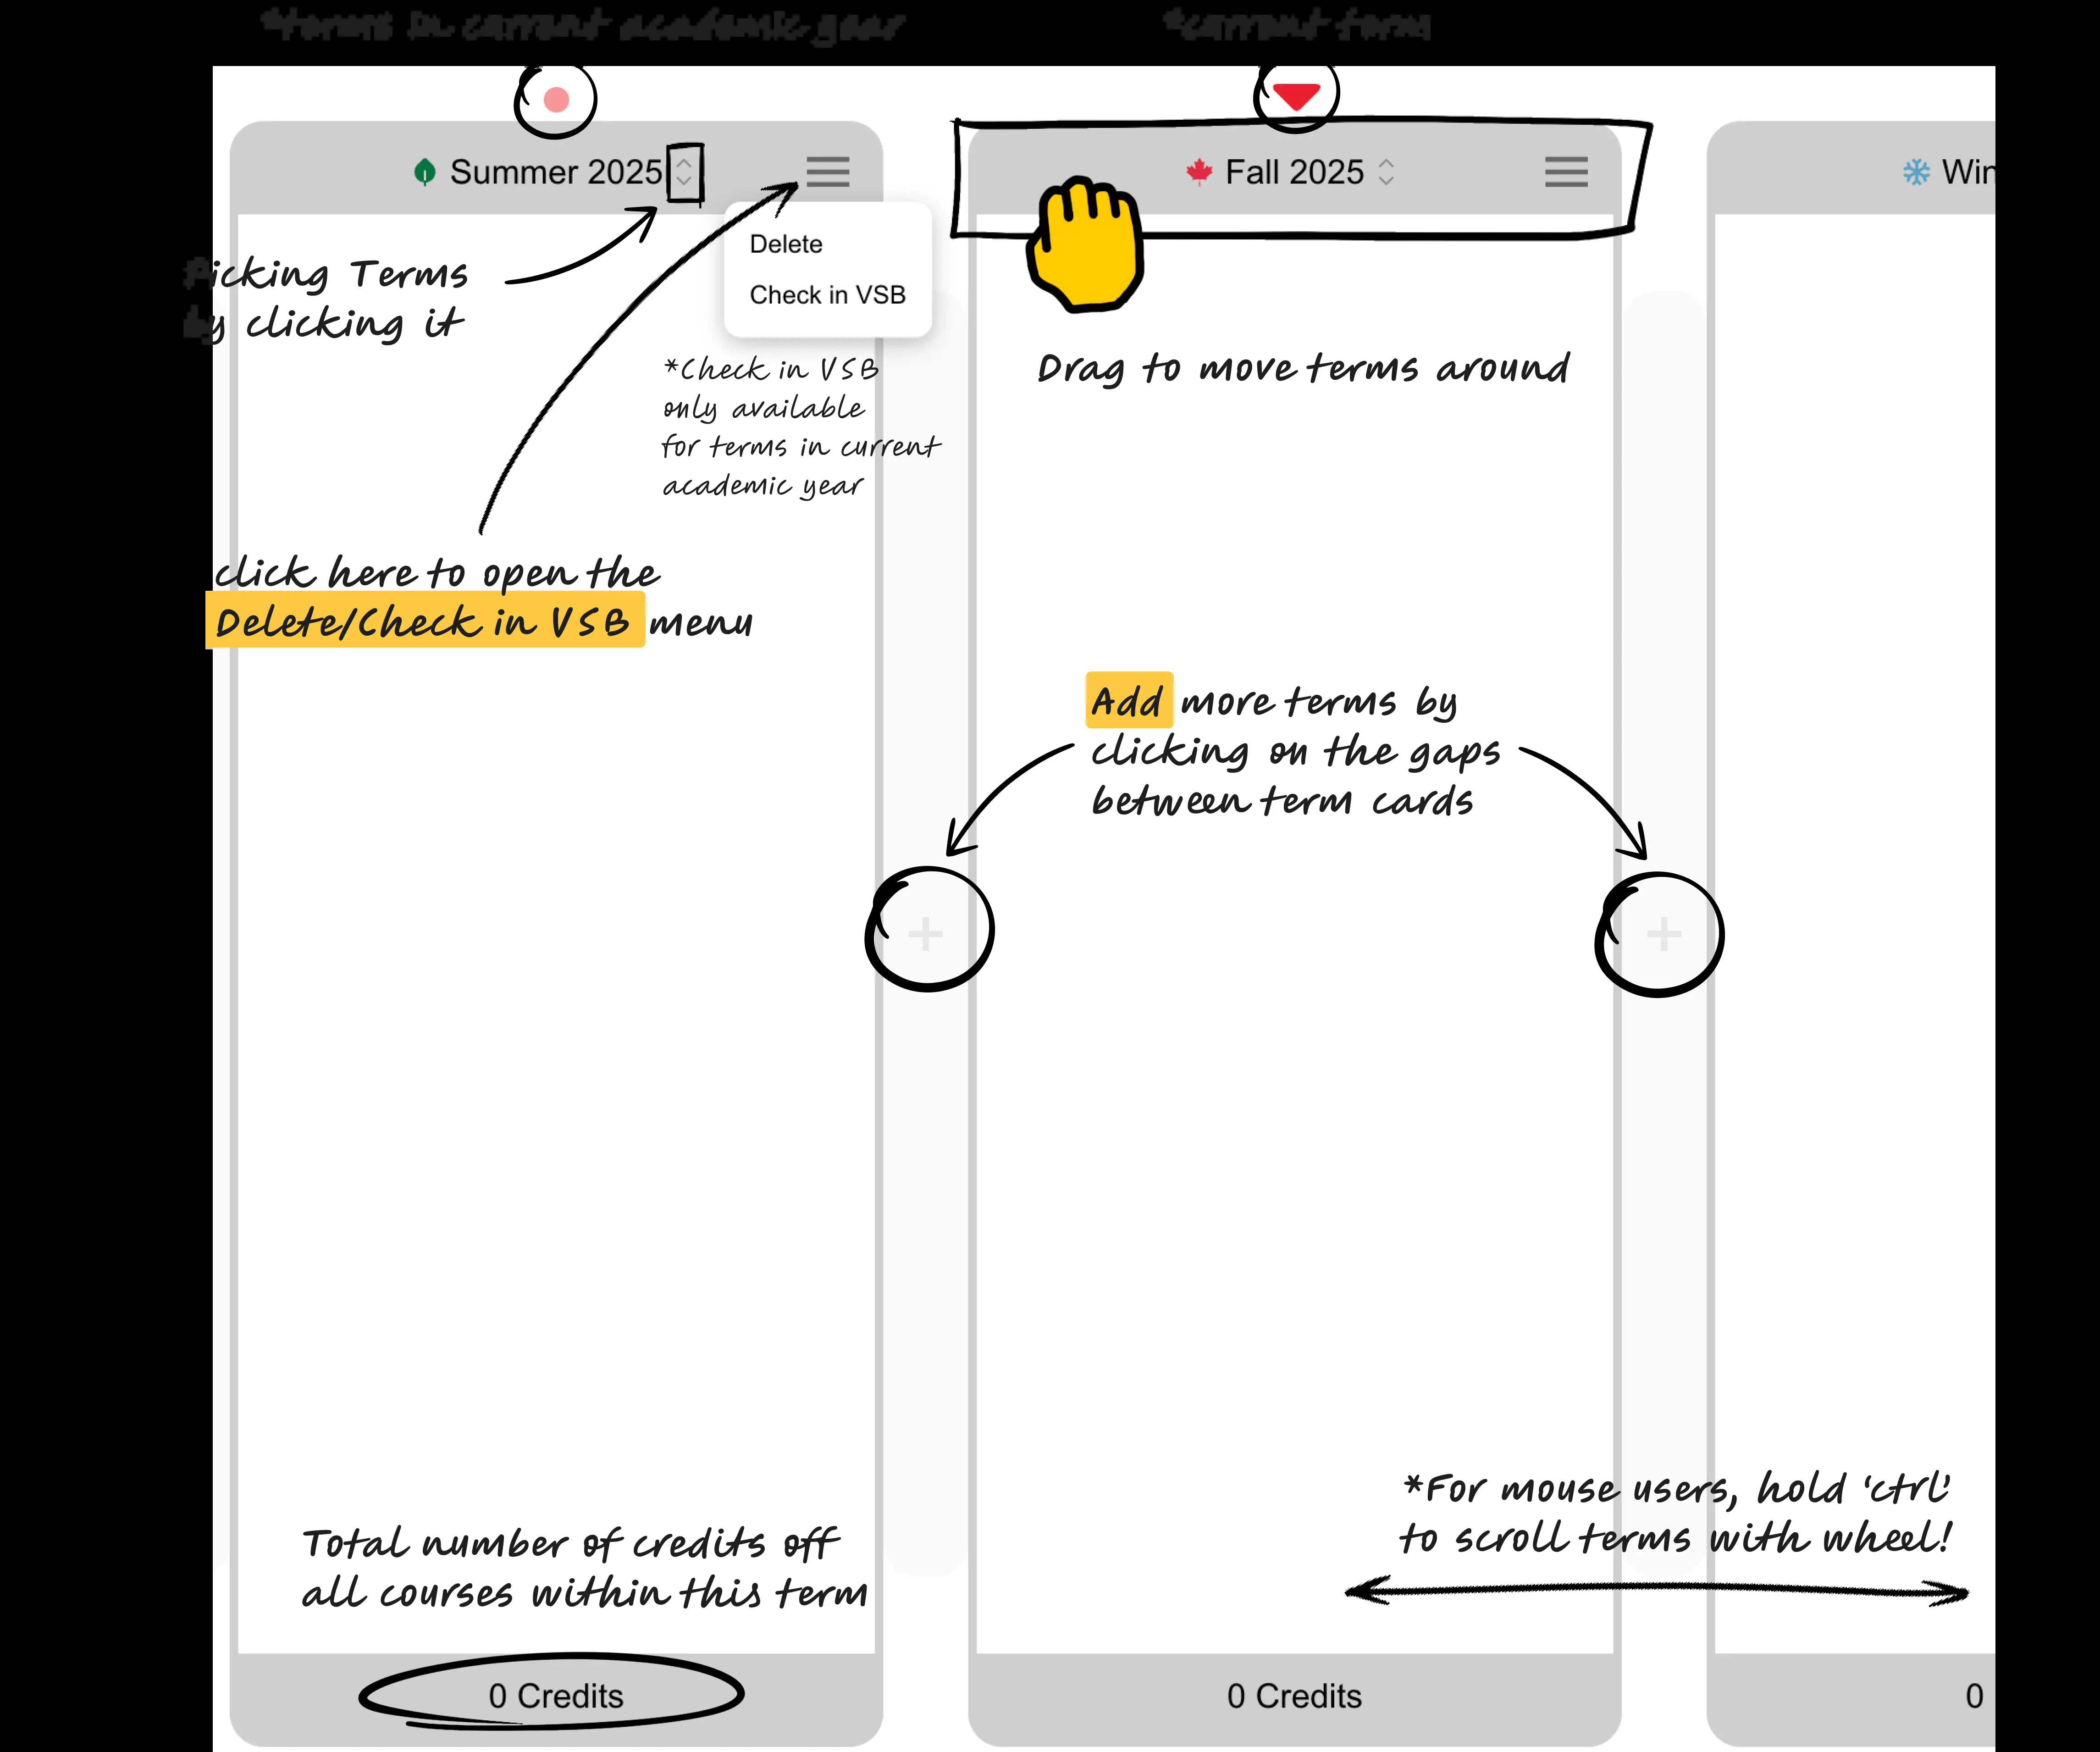 *terms in current academic year
*current term
Summer 2025
Fall 2025
Win
Delete
Check in VSB
Picking Terms
by clicking it
*Check in VSB
only available
for terms in current
academic year
Drag to move terms around
click here to open the
Delete/Check in VSB menu
Add more terms by
clicking on the gaps
between term cards
*For mouse users, hold ‘ctrl’
to scroll terms with wheel!
Total number of credits off
all courses within this term
0 Credits
0 Credits
0